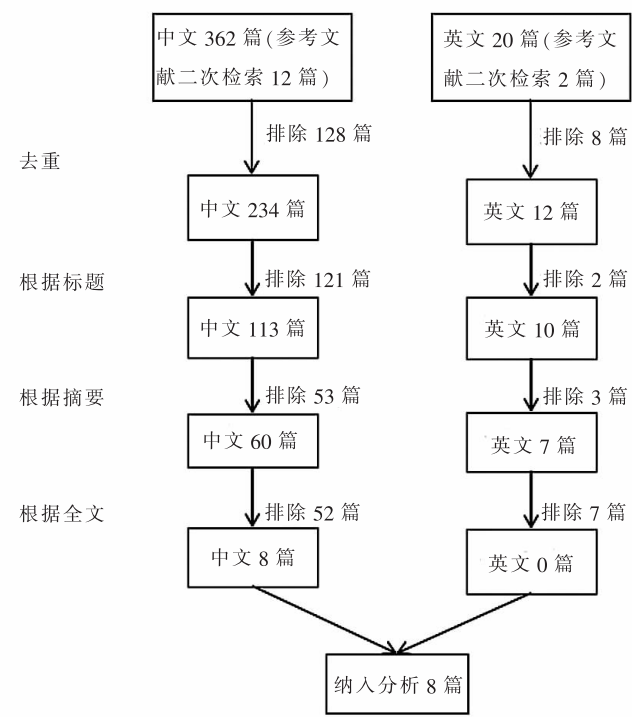 中文 362 篇(参考文
献二次检索 12 篇)
英文 20 篇(参考文
献二次检索 2 篇)
去重
排除 128 篇
排除 8 篇
中文 234 篇
英文 12 篇
根据标题
排除 121 篇
排除 2 篇
中文 113 篇
英文 10 篇
根据摘要
排除 53 篇
排除 3 篇
中文 60 篇
英文 7 篇
根据全文
排除 52 篇
排除 7 篇
中文 8 篇
英文 0 篇
纳入分析 8 篇